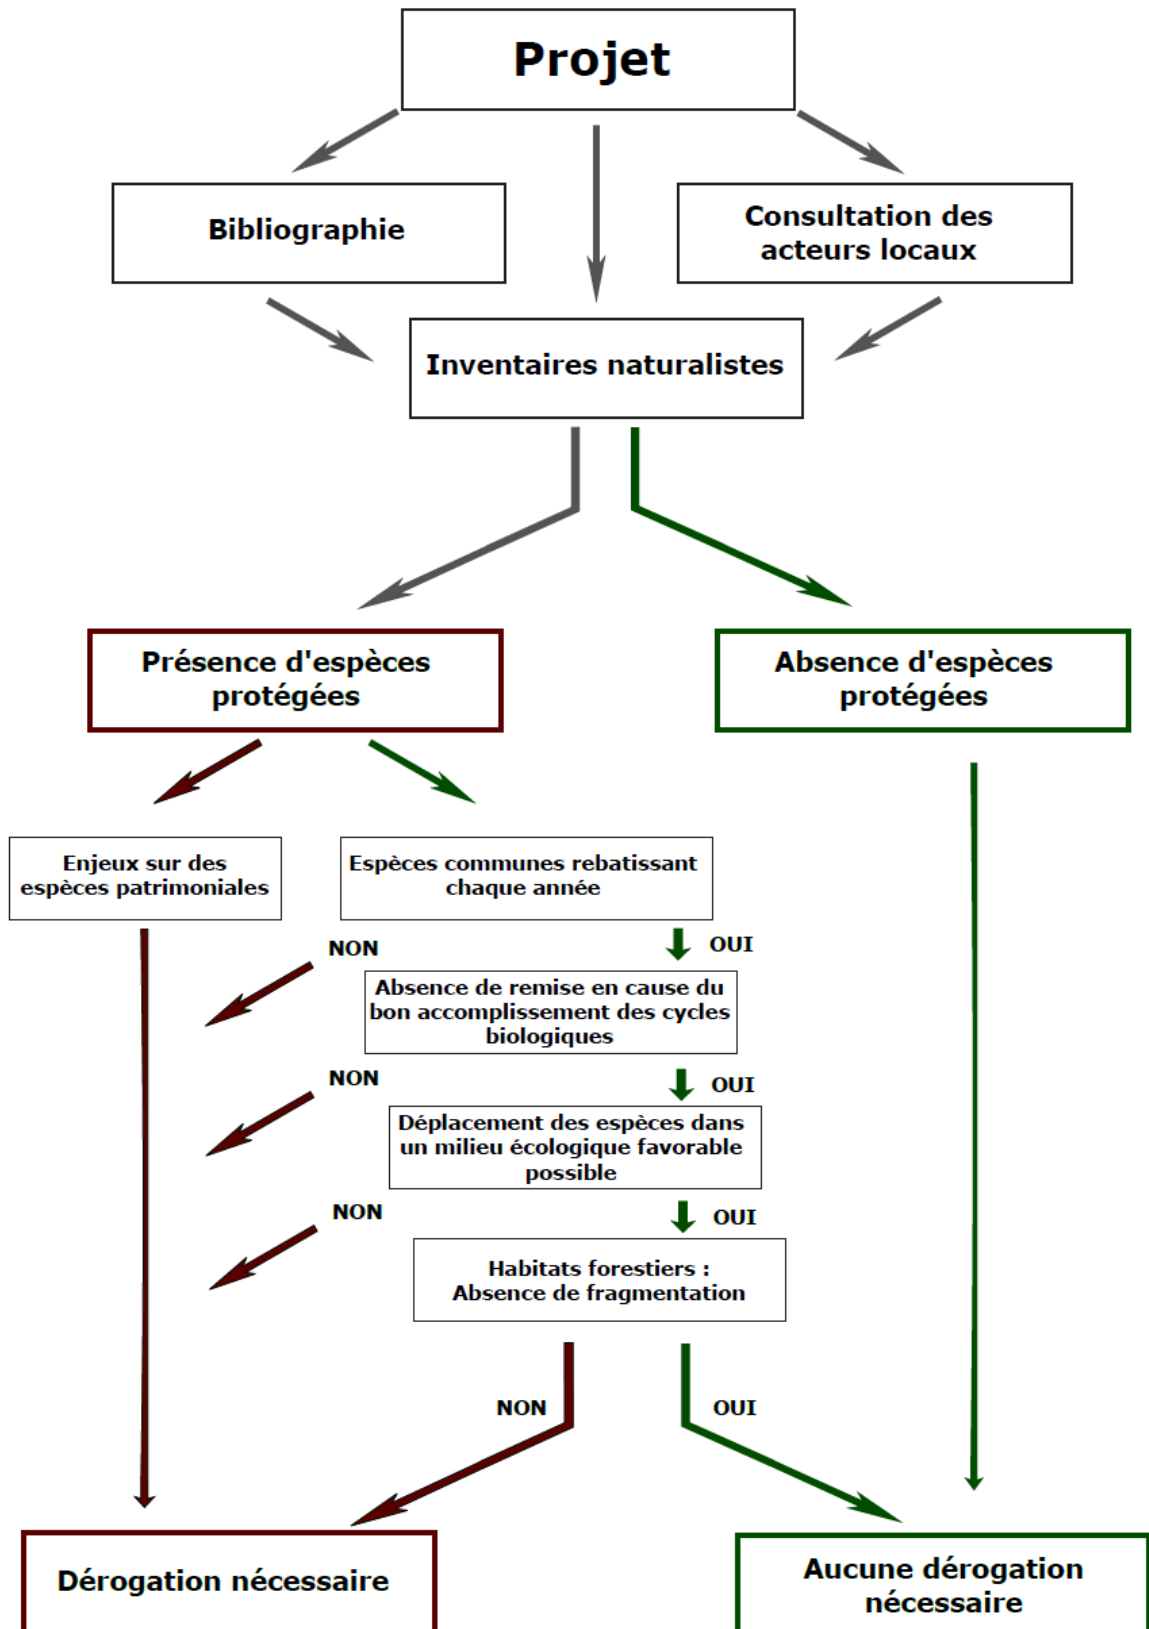 Projet
Bibliographie
Consultation des
acteurs locaux
Inventaires naturalistes
Présence d'espèces
protégées
Absence d'espèces
protégées
Enjeux sur des
espèces patrimoniales
Espèces communes rebatissant
chaque année
NON
OUI
Absence de remise en cause du
bon accomplissement des cycles
biologiques
NON
OUI
Déplacement des espèces dans
un milieu écologique favorable
possible
NON
OUI
Habitats forestiers :
Absence de fragmentation
NON
OUI
Dérogation nécessaire
Aucune dérogation
nécessaire